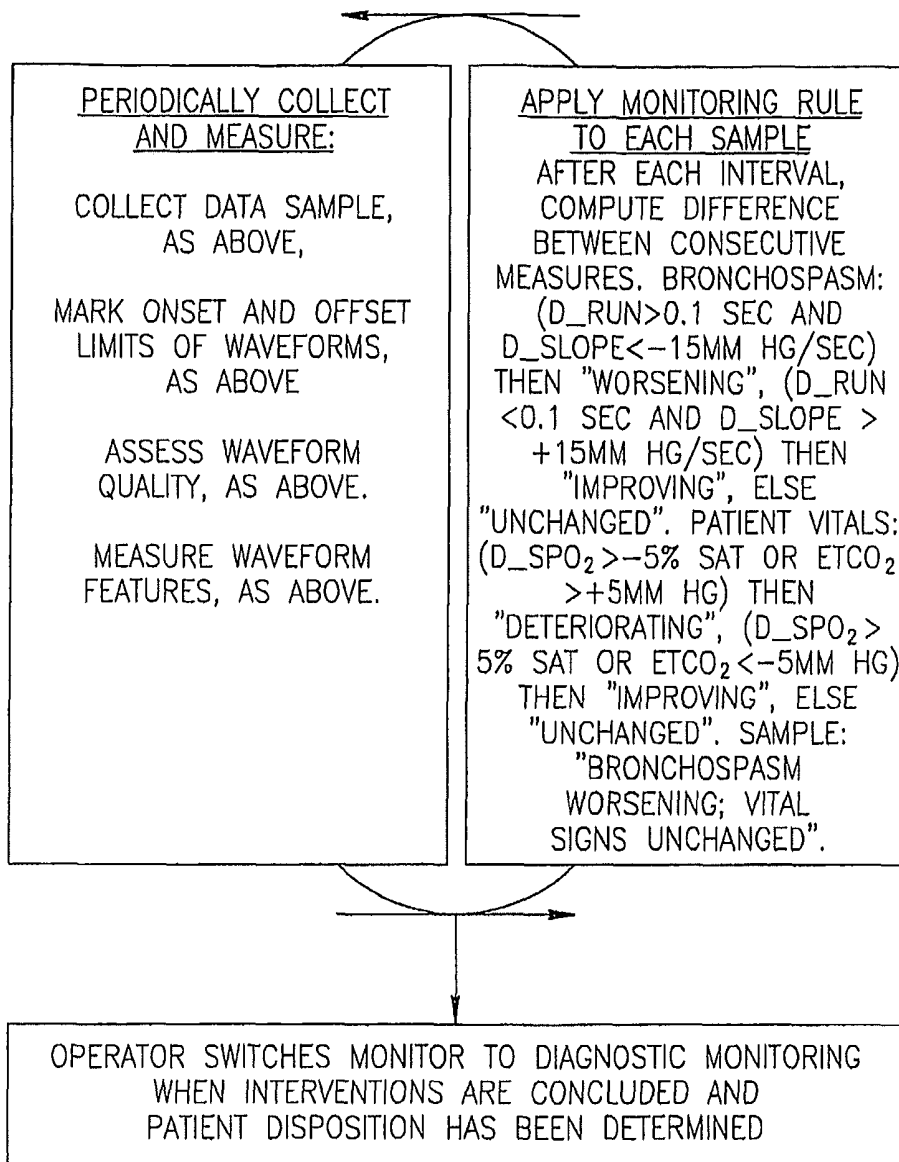 PERIODICALLY COLLECT
AND MEASURE:
COLLECT DATA SAMPLE,
AS ABOVE,
MARK ONSET AND OFFSET
LIMITS OF WAVEFORMS,
AS ABOVE
ASSESS WAVEFORM
QUALITY, AS ABOVE.
MEASURE WAVEFORM
FEATURES, AS ABOVE.
APPLY MONITORING RULE
TO EACH SAMPLE
AFTER EACH INTERVAL,
COMPUTE DIFFERENCE
BETWEEN CONSECUTIVE
MEASURES. BRONCHOSPASM:
(D_RUN>0.1 SEC AND
D_SLOPE<-15MM HG/SEC)
THEN "WORSENING", (D_RUN
<0.1 SEC AND D_SLOPE >
+15MM HG/SEC) THEN
"IMPROVING", ELSE
"UNCHANGED". PATIENT VITALS:
(D_SPO₂>-5% SAT OR ETCO₂
>+5MM HG) THEN
"DETERIORATING", (D_SPO₂>
5% SAT OR ETCO₂<-5MM HG)
THEN "IMPROVING", ELSE
"UNCHANGED". SAMPLE:
"BRONCHOSPASM
WORSENING; VITAL
SIGNS UNCHANGED".
OPERATOR SWITCHES MONITOR TO DIAGNOSTIC MONITORING
WHEN INTERVENTIONS ARE CONCLUDED AND
PATIENT DISPOSITION HAS BEEN DETERMINED